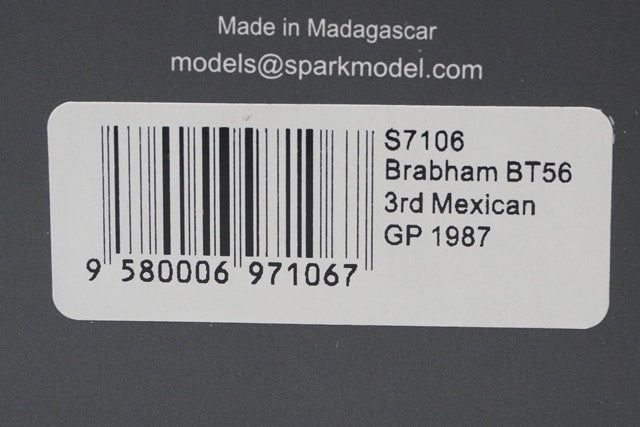 Made in Madagascar
models@sparkmodel.com
S7106
Brabham BT56
3rd Mexican
GP 1987
9 580006 971067